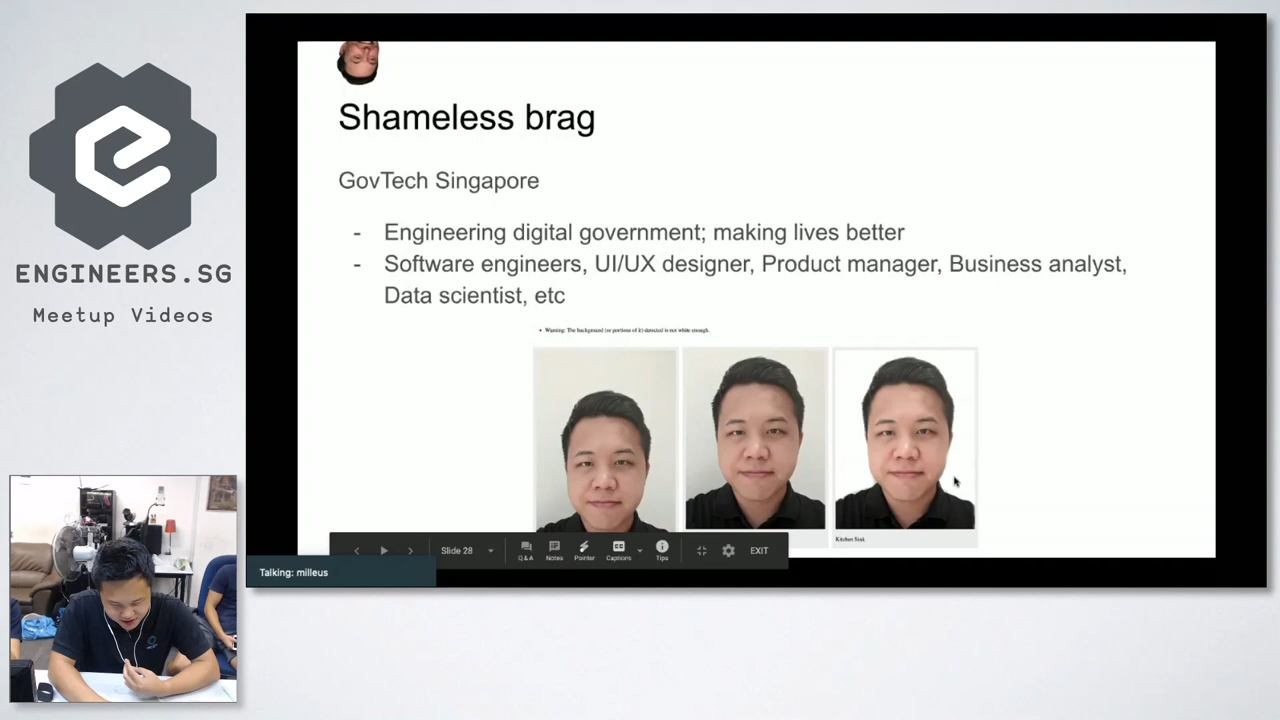 Shameless brag
GovTech Singapore
- Engineering digital government; making lives better
- Software engineers, UI/UX designer, Product manager, Business analyst,
Data scientist, etc
• Warning: The background (or portions of it) detected is not white enough.
Kitchen Sink
ENGINEERS.SG
Meetup Videos
Slide 28
Q&A
Notes
Pointer
Captions
Tips
EXIT
Talking: milleus